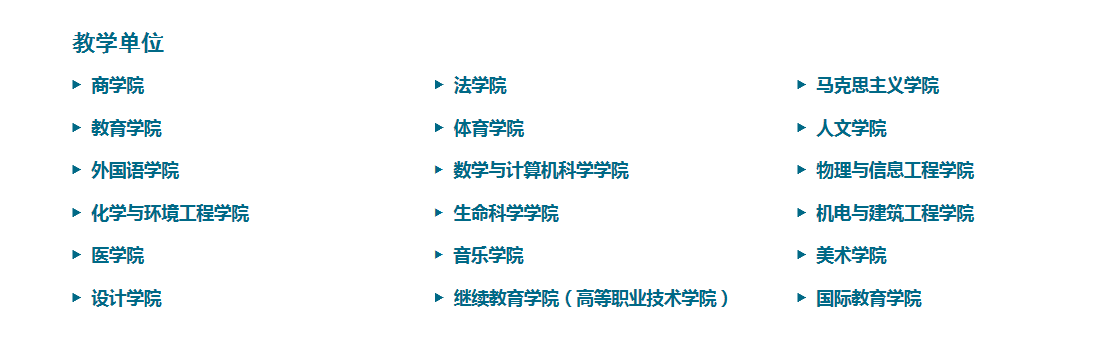 教学单位
商学院
法学院
马克思主义学院
教育学院
体育学院
人文学院
外国语学院
数学与计算机科学学院
物理与信息工程学院
化学与环境工程学院
生命科学学院
机电与建筑工程学院
医学院
音乐学院
美术学院
设计学院
继续教育学院（高等职业技术学院）
国际教育学院